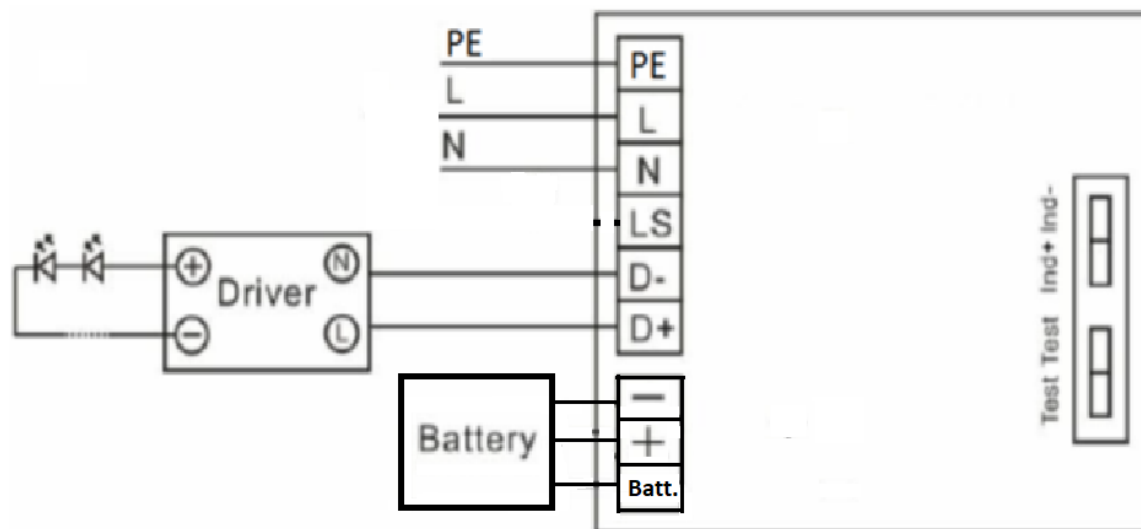 PE
L
N
PE
L
N
LS
D-
D+
+
−
Driver
N
L
Battery
−
+
Batt.
Test Test Ind+ Ind-